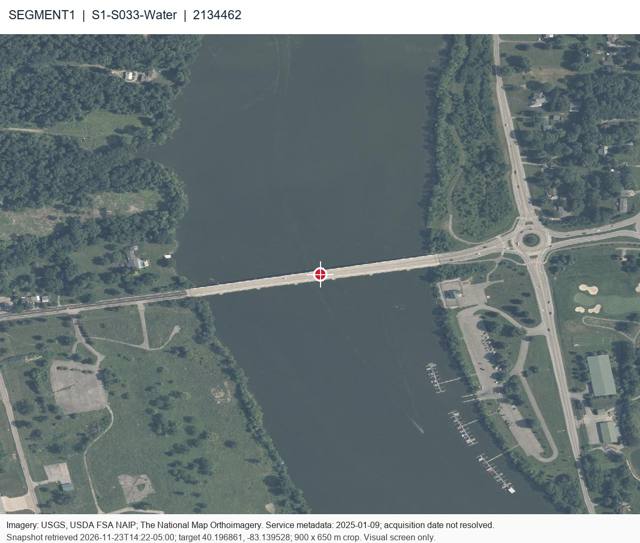 SEGMENT1 | S1-S033-Water | 2134462
Imagery: USGS, USDA FSA NAIP; The National Map Orthoimagery. Service metadata: 2025-01-09; acquisition date not resolved.
Snapshot retrieved 2026-11-23T14:22-05:00; target 40.196861, -83.139528; 900 x 650 m crop. Visual screen only.